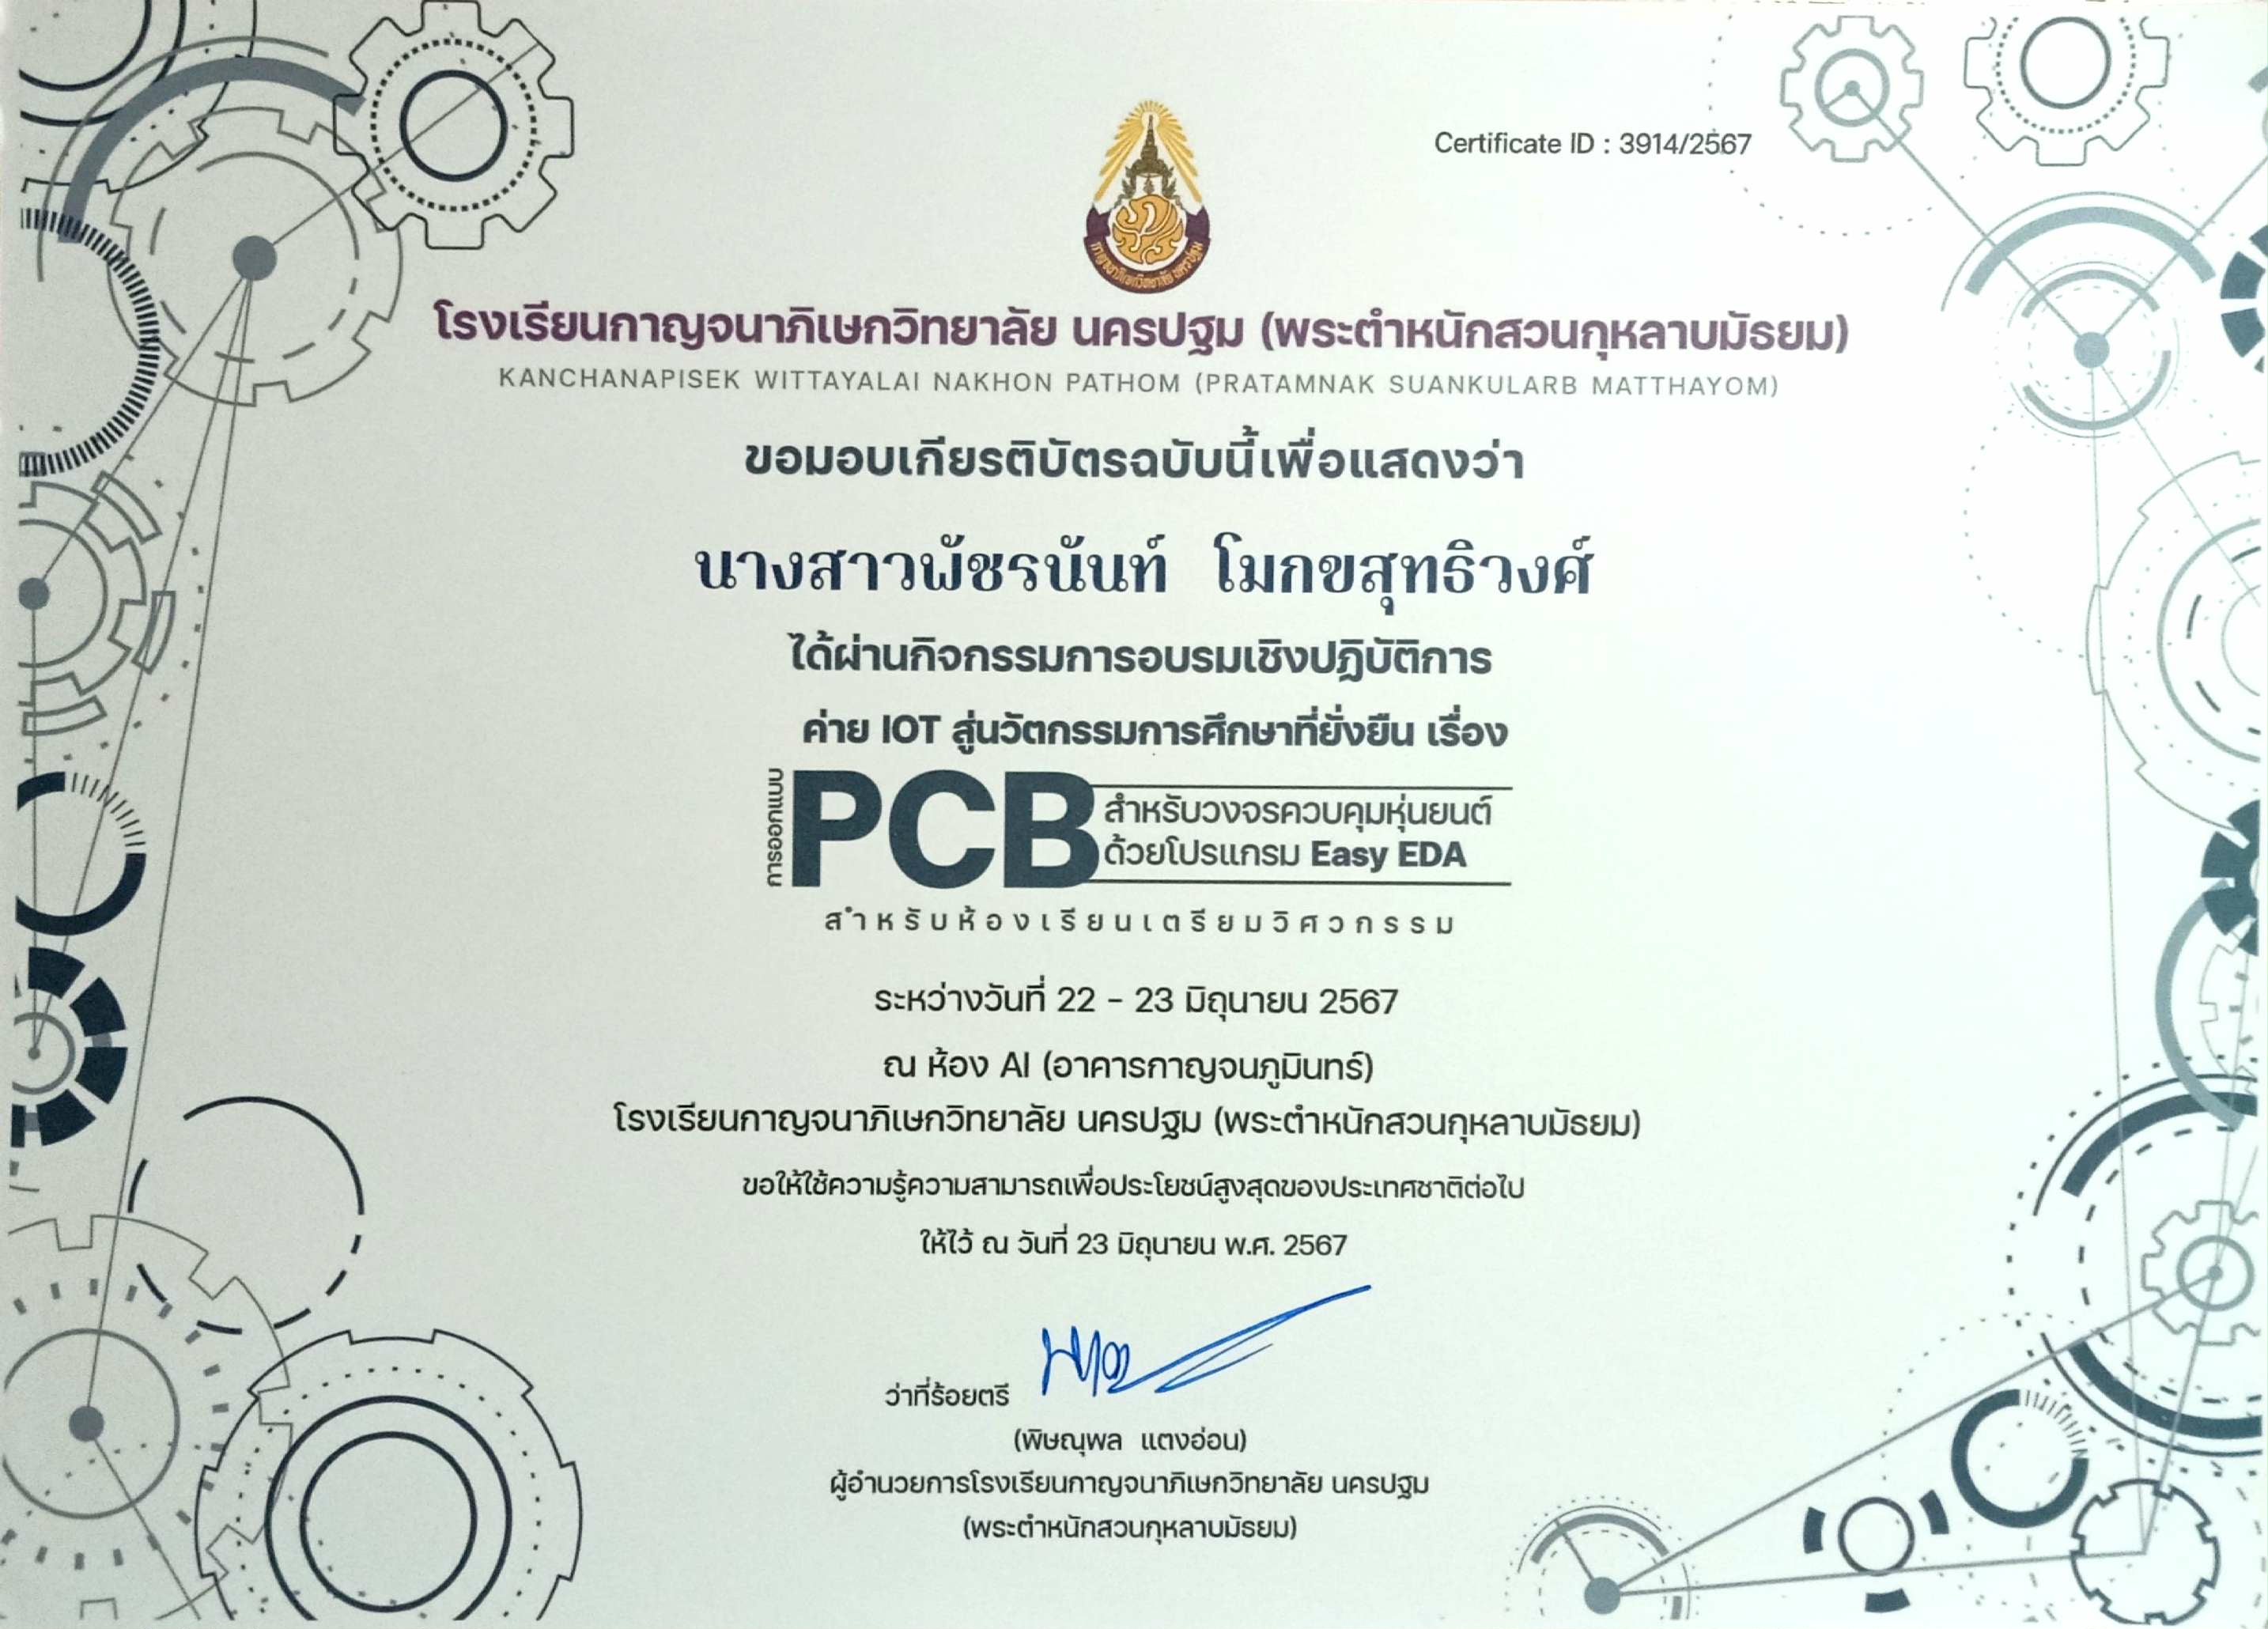 Certificate ID : 3914/2567
กาญจนาภิเษกวิทยาลัย นครปฐม
โรงเรียนกาญจนาภิเษกวิทยาลัย นครปฐม (พระตำหนักสวนกุหลาบมัธยม)
KANCHANAPISEK WITTAYALAI NAKHON PATHOM (PRATAMNAK SUANKULARB MATTHAYOM)
ขอมอบเกียรติบัตรฉบับนี้เพื่อแสดงว่า
นางสาวพัชรนันท์ โมกขสุทธิวงศ์
ได้ผ่านกิจกรรมการอบรมเชิงปฏิบัติการ
ค่าย IOT สู่นวัตกรรมการศึกษาที่ยั่งยืน เรื่อง
การออกแบบ
PCB
สำหรับวงจรควบคุมหุ่นยนต์
ด้วยโปรแกรม Easy EDA
สำหรับห้องเรียนเตรียมวิศวกรรม
ระหว่างวันที่ 22 - 23 มิถุนายน 2567
ณ ห้อง AI (อาคารกาญจนภูมินทร์)
โรงเรียนกาญจนาภิเษกวิทยาลัย นครปฐม (พระตำหนักสวนกุหลาบมัธยม)
ขอให้ใช้ความรู้ความสามารถเพื่อประโยชน์สูงสุดของประเทศชาติต่อไป
ให้ไว้ ณ วันที่ 23 มิถุนายน พ.ศ. 2567
ว่าที่ร้อยตรี
(พิษณุพล แตงอ่อน)
ผู้อำนวยการโรงเรียนกาญจนาภิเษกวิทยาลัย นครปฐม
(พระตำหนักสวนกุหลาบมัธยม)